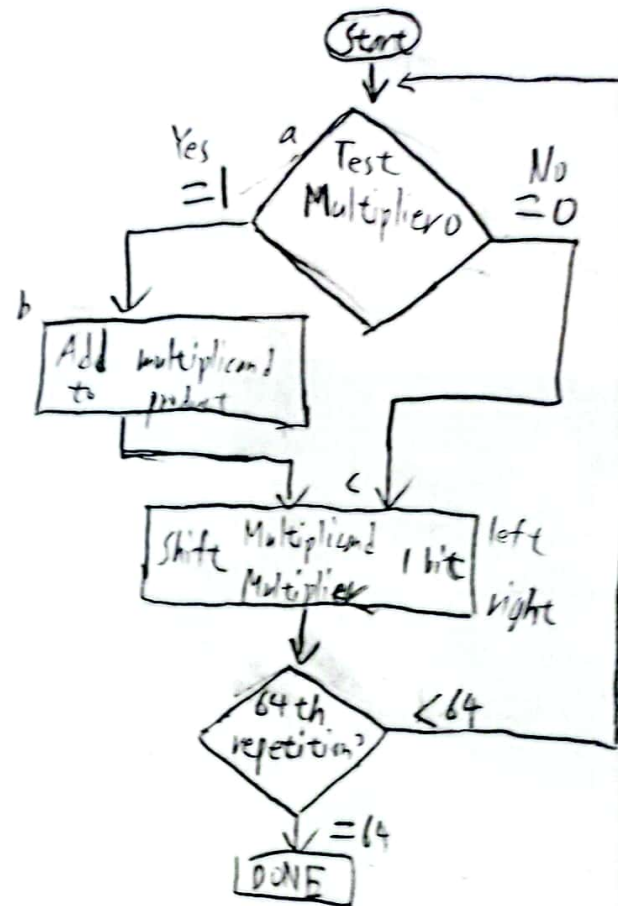 Start
a
Yes
=1
Test
Multiplier0
No
=0
b
Add multiplicand
to product
c
Shift Multiplicand 1 bit left
Multiplier right
64th
repetition?
<64
=64
DONE